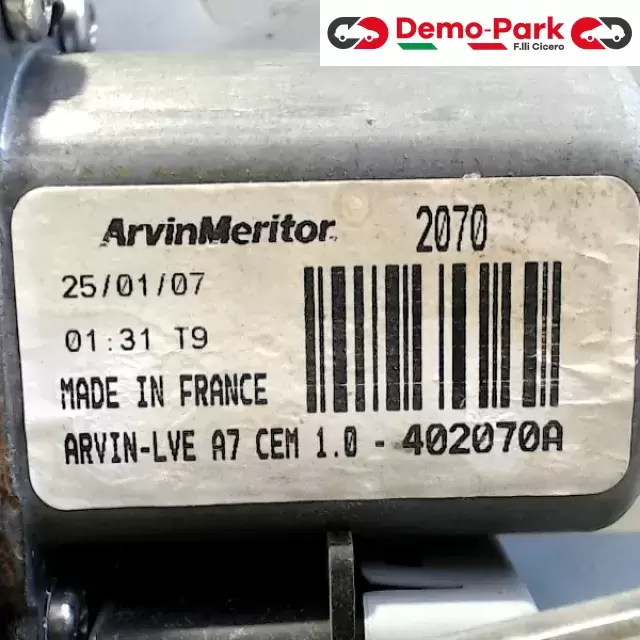 Demo-Park
F.lli Cicero
ArvinMeritor 2070
25/01/07
01:31 T9
MADE IN FRANCE
ARVIN-LVE A7 CEM 1.0 - 402070A